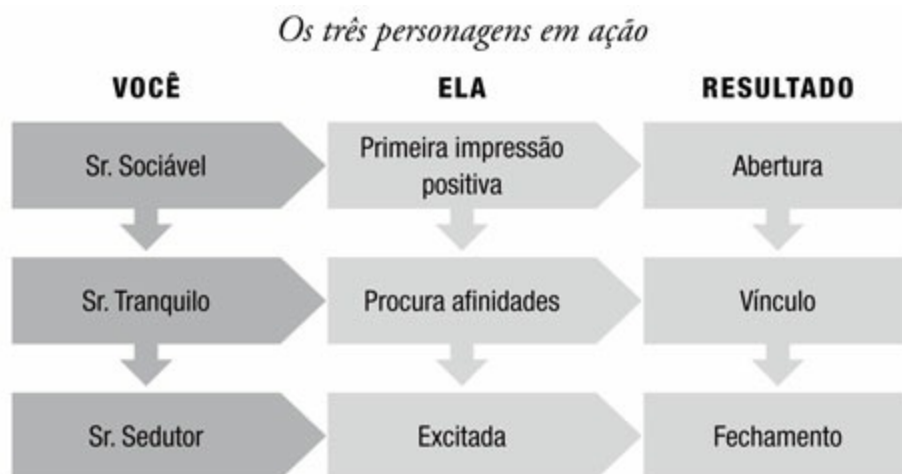 Os três personagens em ação
VOCÊ ELA RESULTADO
Sr. Sociável
Primeira impressão
positiva
Abertura
Sr. Tranquilo
Procura afinidades
Vínculo
Sr. Sedutor
Excitada
Fechamento